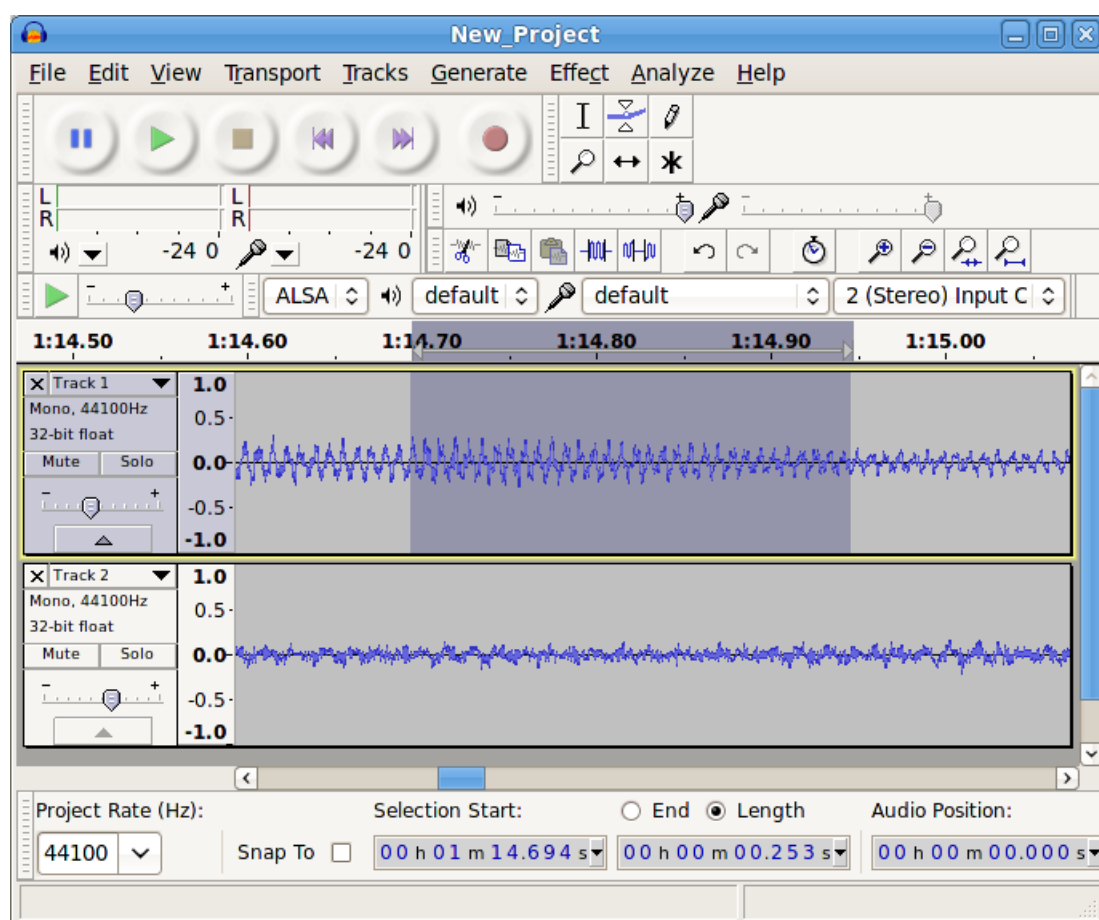 New_Project
File Edit View Transport Tracks Generate Effect Analyze Help
L L
R R
-24 0 -24 0
ALSA default default 2 (Stereo) Input C
1:14.50 1:14.60 1:14.70 1:14.80 1:14.90 1:15.00
Track 1 1.0
Mono, 44100Hz
0.5
32-bit float
Mute Solo 0.0
- + -0.5
-1.0
Track 2 1.0
Mono, 44100Hz
0.5
32-bit float
Mute Solo 0.0
- + -0.5
-1.0
Project Rate (Hz): Selection Start: End Length Audio Position:
44100 Snap To 00 h 01 m 14.694 s 00 h 00 m 00.253 s 00 h 00 m 00.000 s